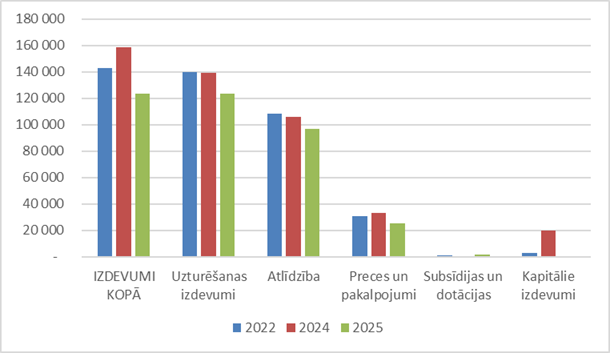 180 000
160 000
140 000
120 000
100 000
80 000
60 000
40 000
20 000
-
IZDEVUMI
KOPĀ
Uzturēšanas
izdevumi
Atlīdzība
Preces un
pakalpojumi
Subsīdijas un
dotācijas
Kapitālie
izdevumi
2022
2024
2025